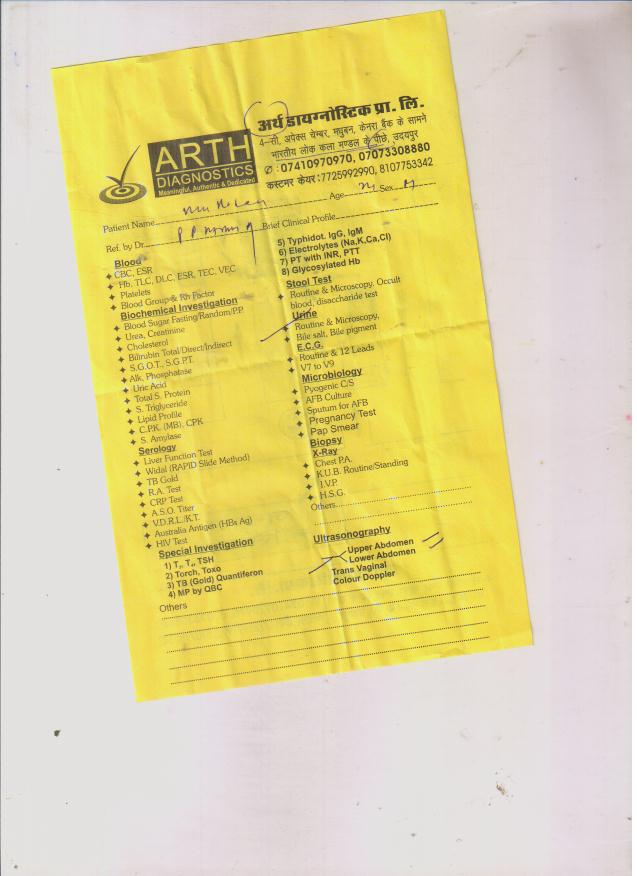 अर्थ डायग्नोस्टिक प्रा. लि.
4-सी, अपेक्स चेम्बर, मधुबन, केनरा बैंक के सामने
भारतीय लोक कला मण्डल के पीछे, उदयपुर
✆ : 07410970970, 07073308880
कस्टमर केयर : 7725992990, 8107753342
ARTH
DIAGNOSTICS
Meaningful, Authentic & Dedicated
Patient Name Age Sex M
Ref. by Dr. Brief Clinical Profile
Blood
CBC, ESR
Hb, TLC, DLC, ESR, TEC, VEC
Platelets
Blood Group & Rh Factor
Biochemical Investigation
Blood Sugar Fasting/Random/P.P.
Urea, Creatinine
Cholesterol
Bilirubin Total/Direct/Indirect
S.G.O.T., S.G.P.T.
Alk. Phosphatase
Uric Acid
Total S. Protein
S. Triglyceride
Lipid Profile
C.P.K. (MB), CPK
S. Amylase
Serology
Liver Function Test
Widal (RAPID Slide Method)
TB Gold
R.A. Test
CRP Test
A.S.O. Titer
V.D.R.L./K.T.
Australia Antigen (HBs Ag)
HIV Test
Special Investigation
1) T₃, T₄, TSH
2) Torch, Toxo
3) TB (Gold) Quantiferon
4) MP by QBC
5) Typhidot. IgG, IgM
6) Electrolytes (Na,K,Ca,Cl)
7) PT with INR, PTT
8) Glycosylated Hb
Stool Test
Routine & Microscopy, Occult
blood, disaccharide test
Urine
Routine & Microscopy,
Bile salt, Bile pigment
E.C.G.
Routine & 12 Leads
V7 to V9
Microbiology
Pyogenic C/S
AFB Culture
Sputum for AFB
Pregnancy Test
Pap Smear
Biopsy
X-Ray
Chest P.A.
K.U.B. Routine/Standing
I.V.P.
H.S.G.
Others
Ultrasonography
Upper Abdomen
Lower Abdomen
Trans Vaginal
Colour Doppler
Others